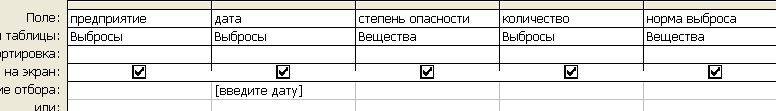 Поле: предприятие дата степень опасности количество норма выброса
таблицы: Выбросы Выбросы Вещества Выбросы Вещества
ртировка:
на экран:
ие отбора: [введите дату]
или: